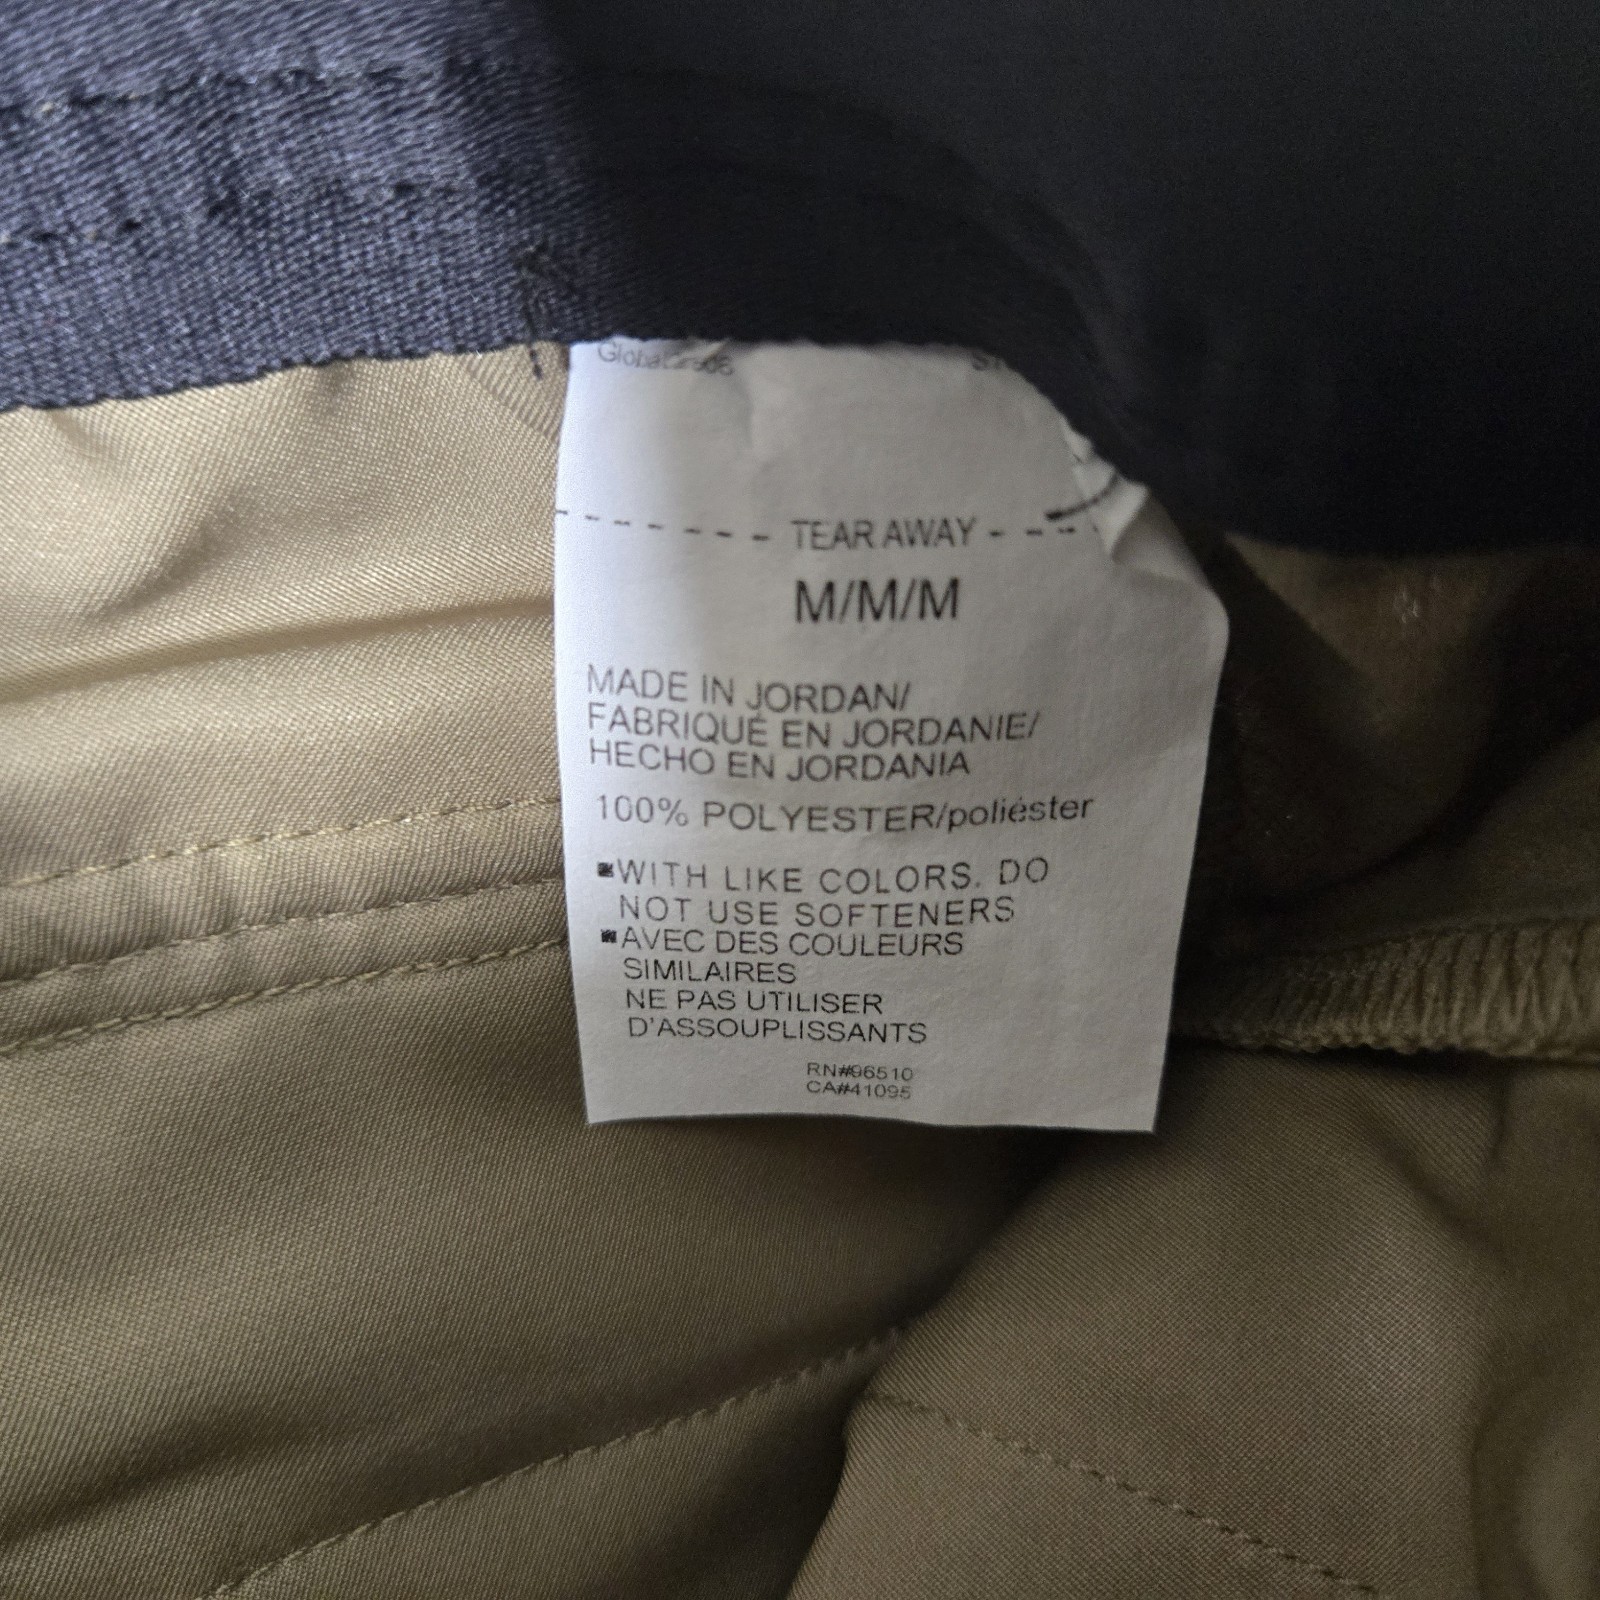 TEAR AWAY
M/M/M
MADE IN JORDAN/
FABRIQUÉ EN JORDANIE/
HECHO EN JORDANIA
100% POLYESTER/poliéster
WITH LIKE COLORS. DO
NOT USE SOFTENERS
AVEC DES COULEURS
SIMILAIRES
NE PAS UTILISER
D'ASSOUPLISSANTS
RN#96510
CA#41095